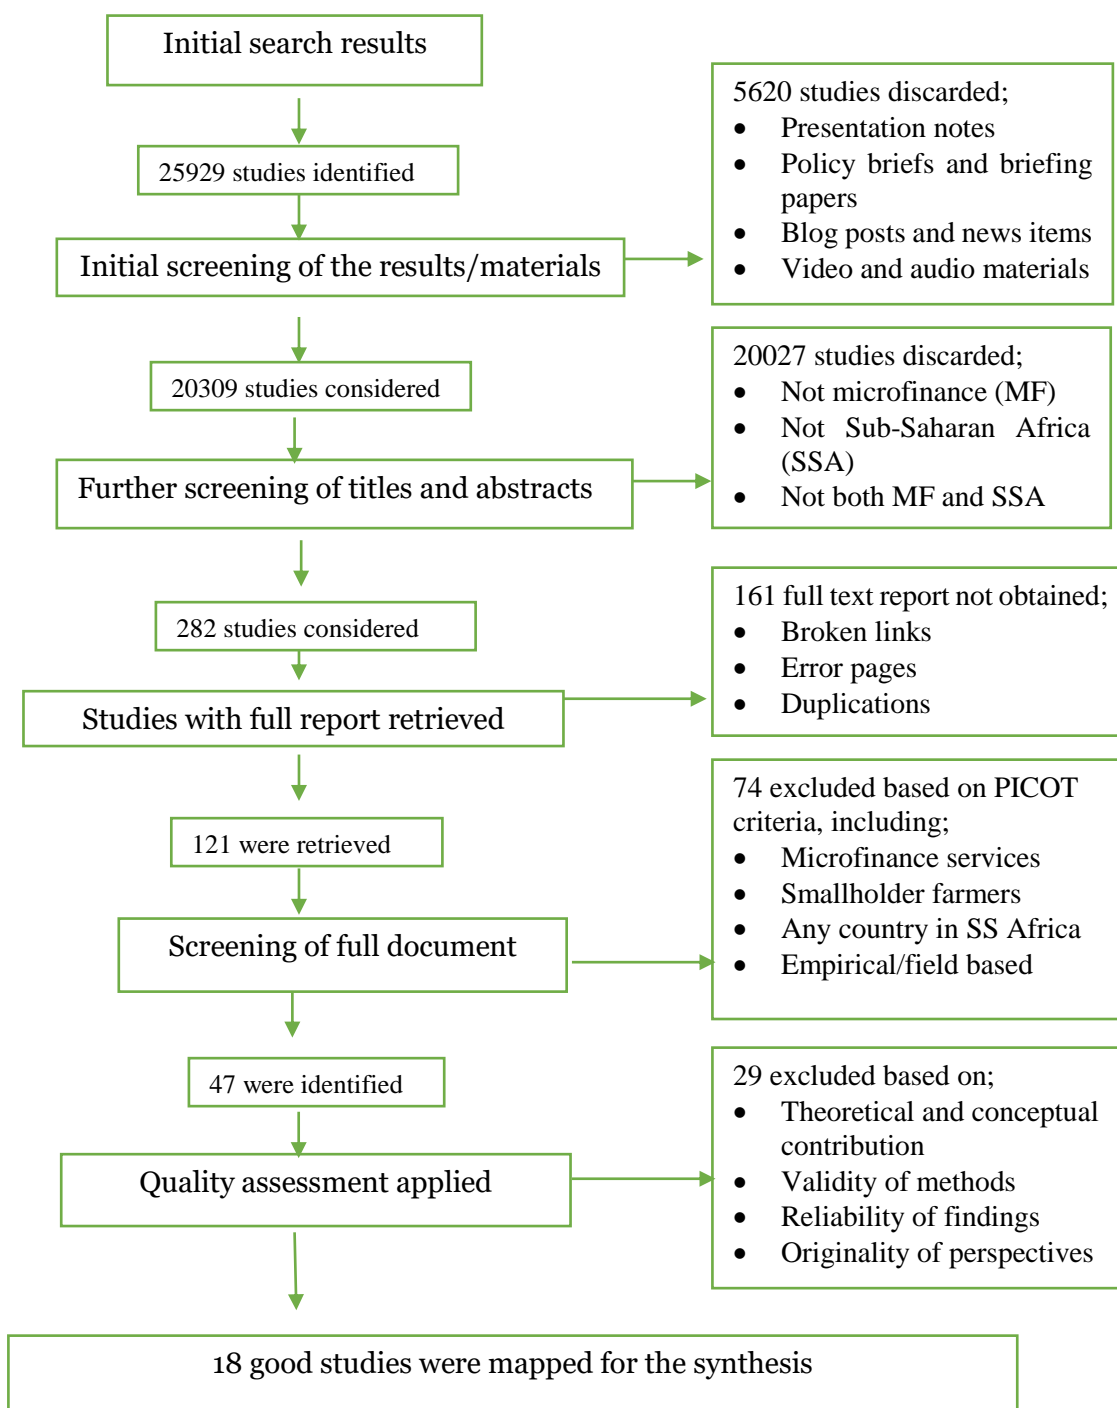 Initial search results
5620 studies discarded;
• Presentation notes
• Policy briefs and briefing
papers
• Blog posts and news items
• Video and audio materials
25929 studies identified
Initial screening of the results/materials
20027 studies discarded;
• Not microfinance (MF)
• Not Sub-Saharan Africa
(SSA)
• Not both MF and SSA
20309 studies considered
Further screening of titles and abstracts
161 full text report not obtained;
• Broken links
• Error pages
• Duplications
282 studies considered
Studies with full report retrieved
74 excluded based on PICOT
criteria, including;
• Microfinance services
• Smallholder farmers
• Any country in SS Africa
• Empirical/field based
121 were retrieved
Screening of full document
29 excluded based on;
• Theoretical and conceptual
contribution
• Validity of methods
• Reliability of findings
• Originality of perspectives
47 were identified
Quality assessment applied
18 good studies were mapped for the synthesis